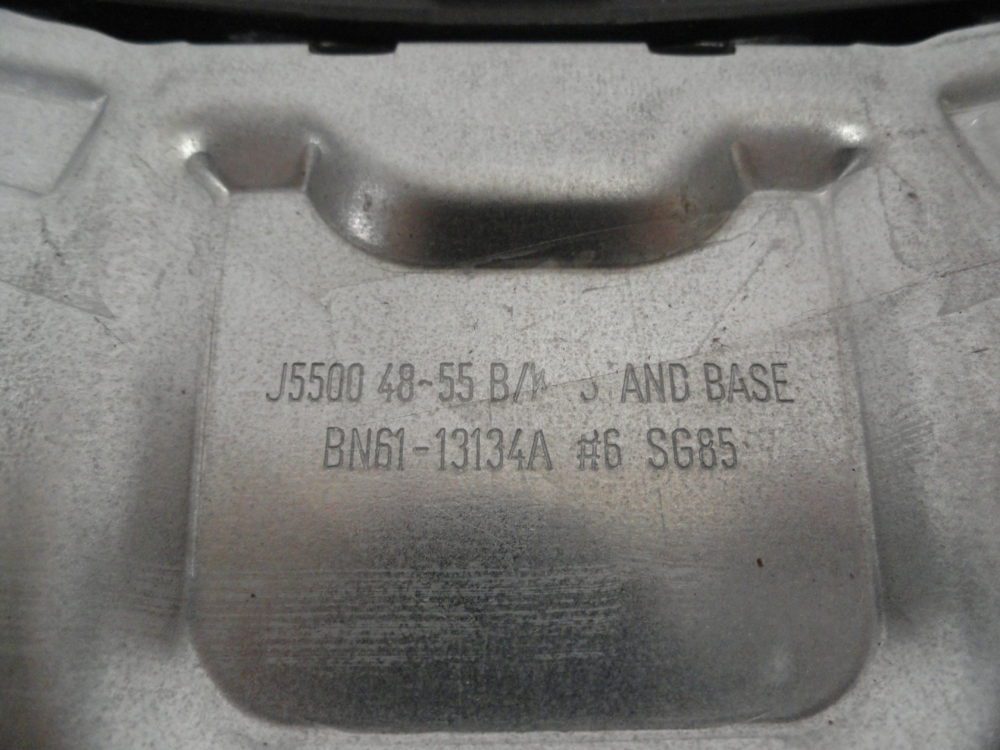 J5500 48~55 AND BASE
BN61-13134A #6 SG85